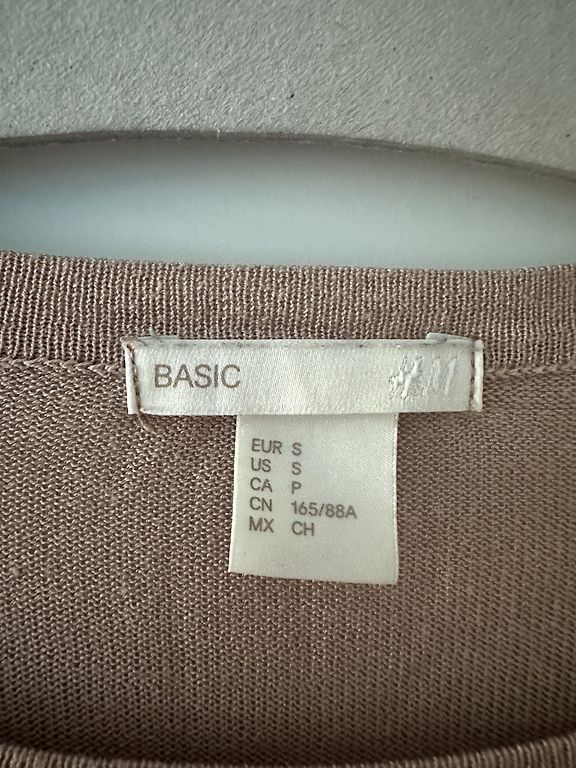 BASIC H&M
EUR S
US S
CA P
CN 165/88A
MX CH